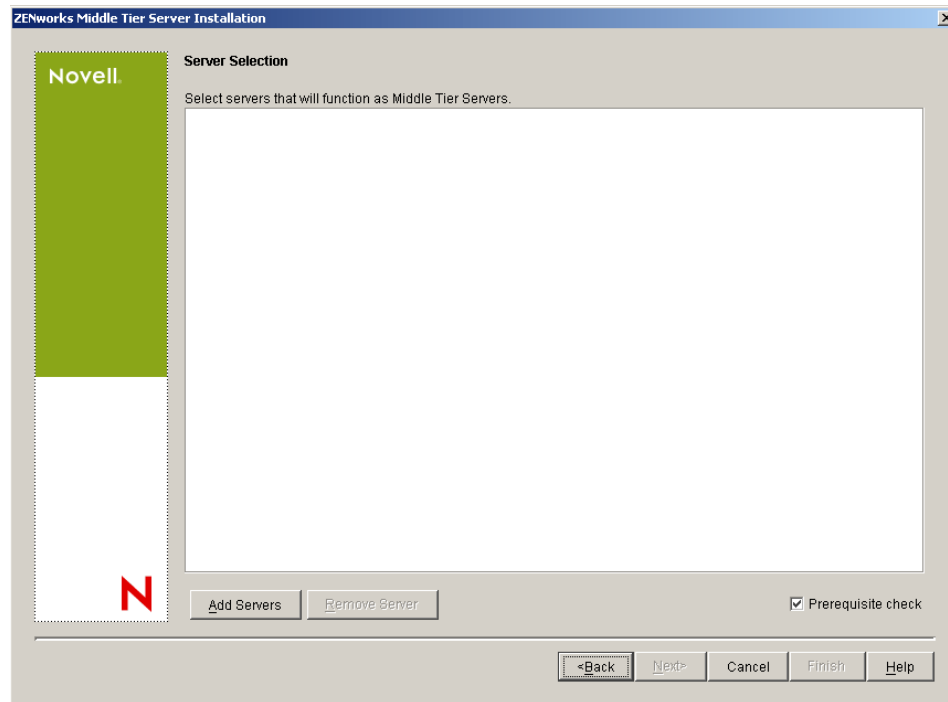 ZENworks Middle Tier Server Installation
Novell.
Server Selection
Select servers that will function as Middle Tier Servers.
N
Add Servers
Remove Server
Prerequisite check
<Back
Next>
Cancel
Finish
Help